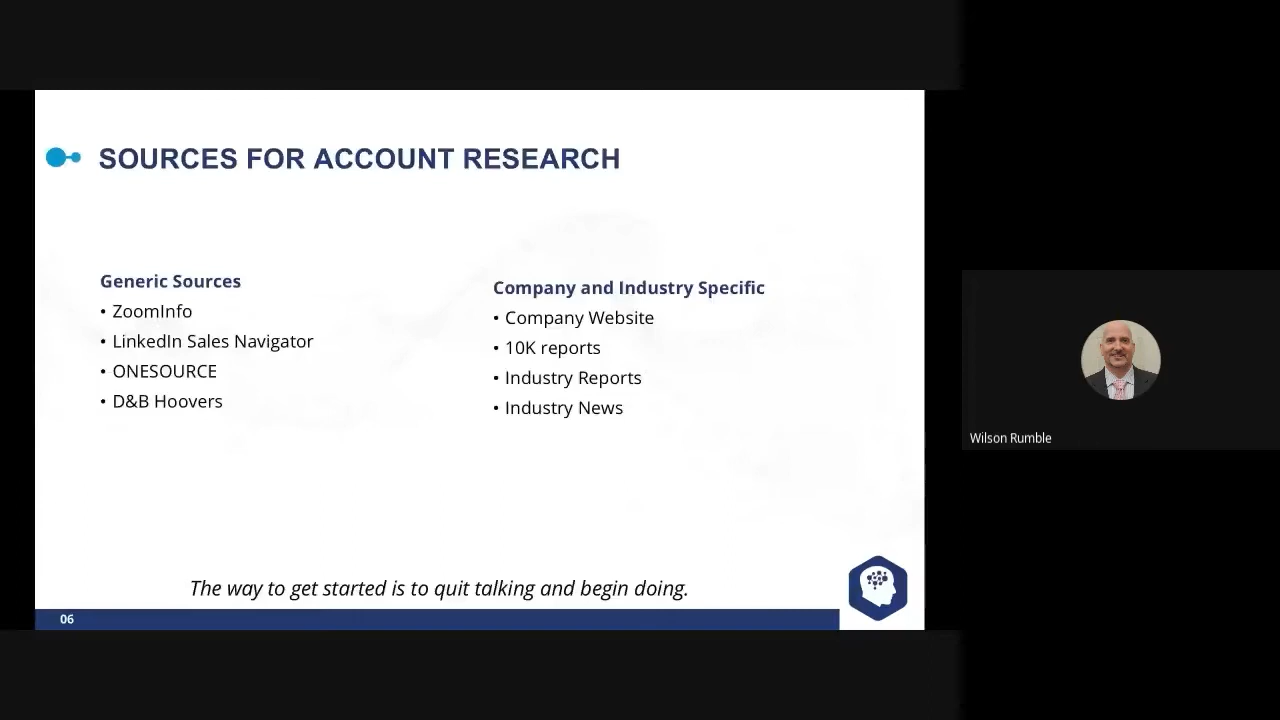 SOURCES FOR ACCOUNT RESEARCH
Generic Sources
• ZoomInfo
• LinkedIn Sales Navigator
• ONESOURCE
• D&B Hoovers
Company and Industry Specific
• Company Website
• 10K reports
• Industry Reports
• Industry News
The way to get started is to quit talking and begin doing.
06
Wilson Rumble